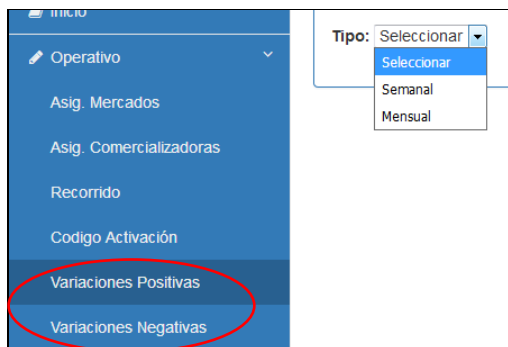 Inicio
Operativo
Asig. Mercados
Asig. Comercializadoras
Recorrido
Codigo Activación
Variaciones Positivas
Variaciones Negativas
Tipo: Seleccionar
Seleccionar
Semanal
Mensual